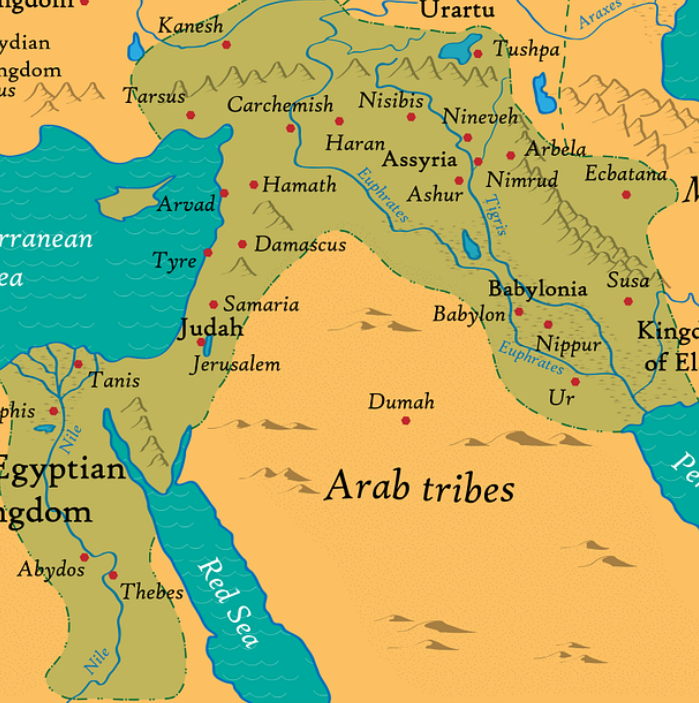 ngdom
Urartu
Araxes
Kanesh
ydian
ngdom
us
Tushpa
Tarsus
Carchemish
Nisibis
Nineveh
Haran
Arbela
Assyria
Nimrud
Ecbatana
Hamath
Ashur
Arvad
Euphrates
Tigris
M
rranean
ea
Damascus
Tyre
Samaria
Babylonia
Susa
Judah
Babylon
Kingd
of El
Nippur
Jerusalem
Euphrates
Tanis
Ur
phis
Dumah
Nile
Egyptian
ngdom
Arab tribes
Per
Abydos
Thebes
Red Sea
Nile